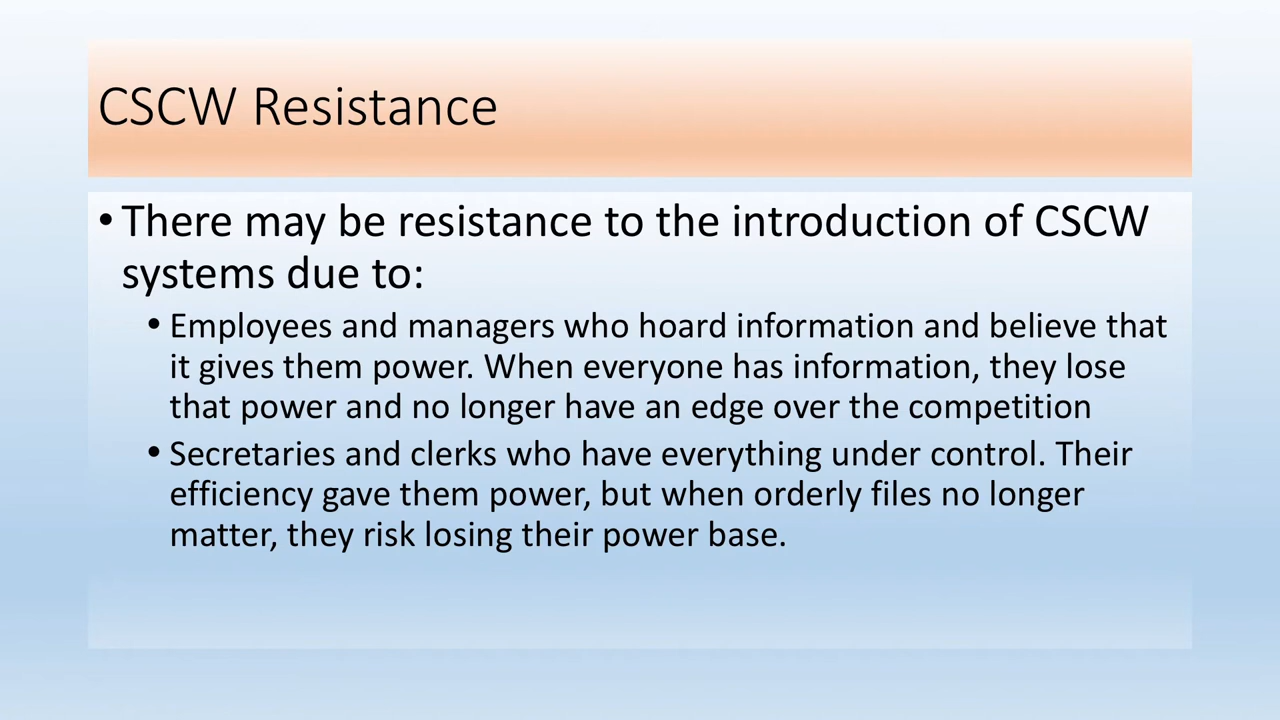 CSCW Resistance
• There may be resistance to the introduction of CSCW
systems due to:
• Employees and managers who hoard information and believe that
it gives them power. When everyone has information, they lose
that power and no longer have an edge over the competition
• Secretaries and clerks who have everything under control. Their
efficiency gave them power, but when orderly files no longer
matter, they risk losing their power base.